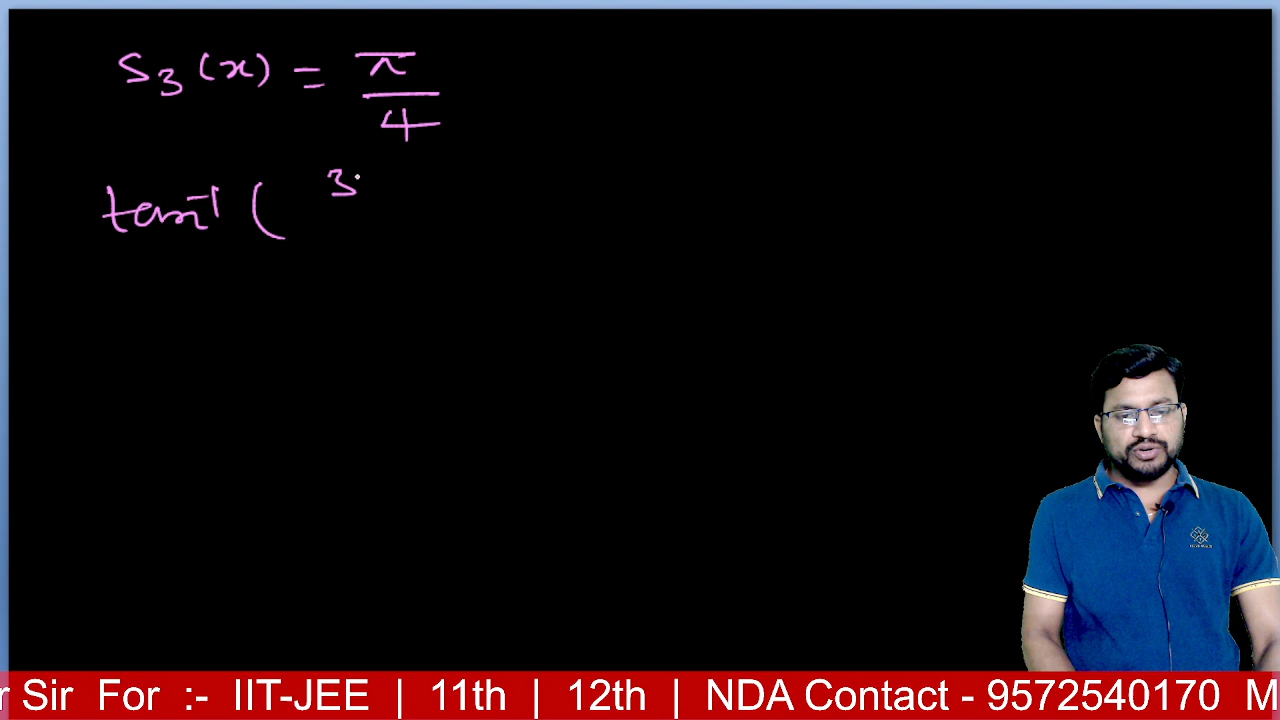 S₃(x) = π/4
tan⁻¹ ( 3
r Sir For :- IIT-JEE | 11th | 12th | NDA Contact - 9572540170 M